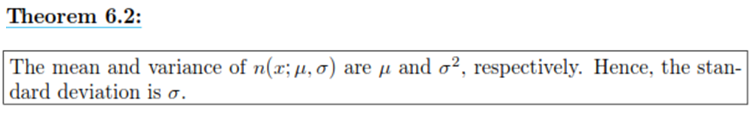 Theorem 6.2:
The mean and variance of n(x; μ, σ) are μ and σ², respectively. Hence, the stan-
dard deviation is σ.